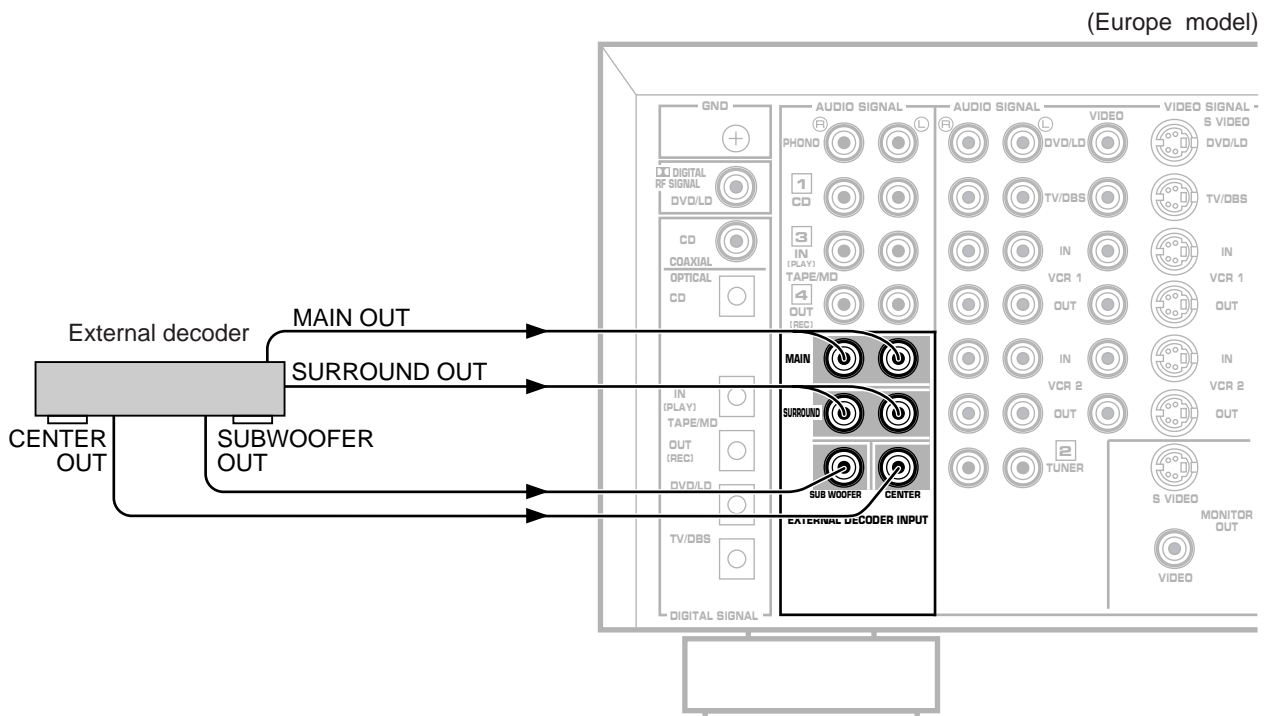 (Europe model)
GND
AUDIO SIGNAL
R
L
AUDIO SIGNAL
R
L
VIDEO
VIDEO SIGNAL
S VIDEO
PHONO
DVD/LD
DVD/LD
DIGITAL
RF SIGNAL
DVD/LD
1
CD
TV/DBS
TV/DBS
CD
COAXIAL
3
IN
(PLAY)
TAPE/MD
4
OUT
(REC)
IN
VCR 1
OUT
IN
VCR 1
OUT
OPTICAL
CD
External decoder
MAIN OUT
SURROUND OUT
CENTER
OUT
SUBWOOFER
OUT
MAIN
SURROUND
SUB WOOFER
CENTER
EXTERNAL DECODER INPUT
IN
VCR 2
OUT
IN
VCR 2
OUT
IN
(PLAY)
TAPE/MD
OUT
(REC)
DVD/LD
TV/DBS
DIGITAL SIGNAL
2
TUNER
S VIDEO
MONITOR
OUT
VIDEO